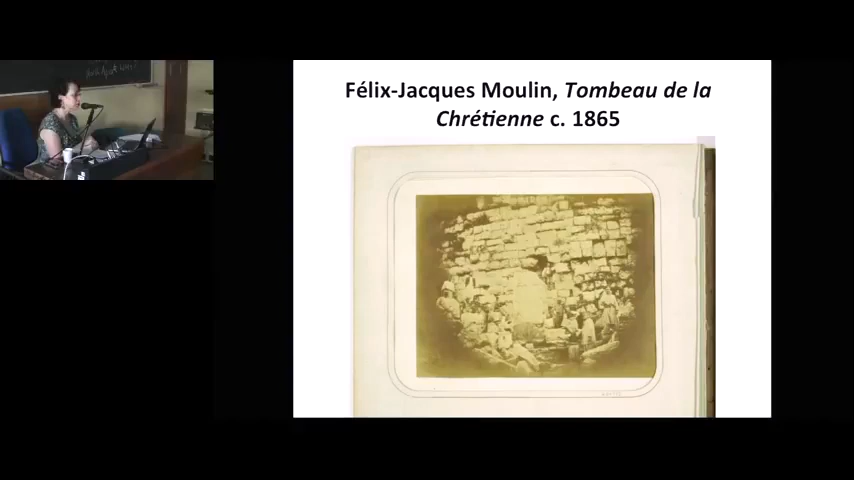 Félix-Jacques Moulin, Tombeau de la
Chrétienne c. 1865